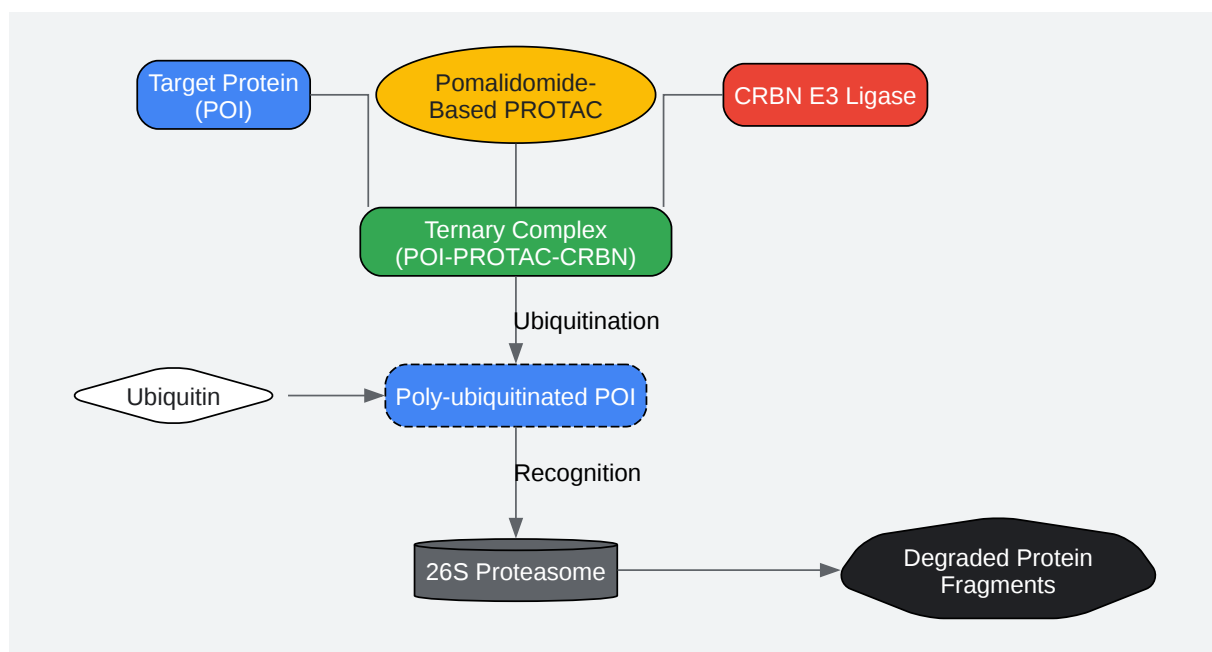 Target Protein
(POI)
Pomalidomide-
Based PROTAC
CRBN E3 Ligase
Ternary Complex
(POI-PROTAC-CRBN)
Ubiquitination
Ubiquitin
Poly-ubiquitinated POI
Recognition
26S Proteasome
Degraded Protein
Fragments